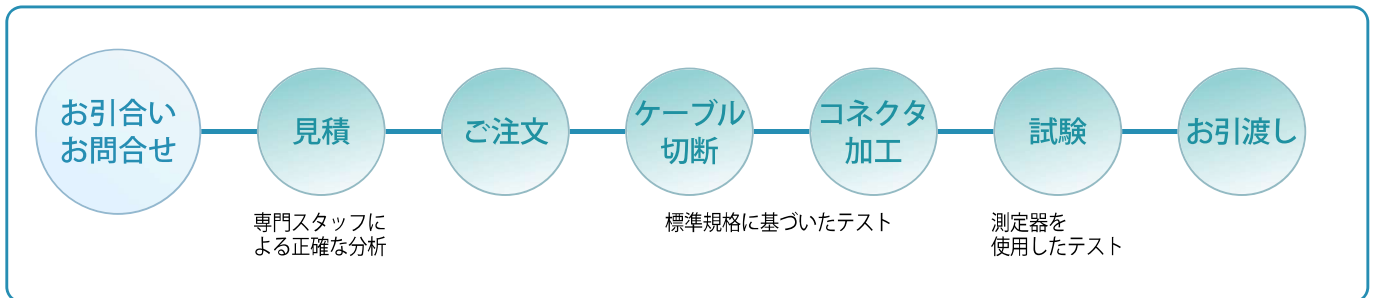 お引合い
お問合せ
見積
ご注文
ケーブル
切断
コネクタ
加工
試験
お引渡し
専門スタッフに
よる正確な分析
標準規格に基づいたテスト
測定器を
使用したテスト